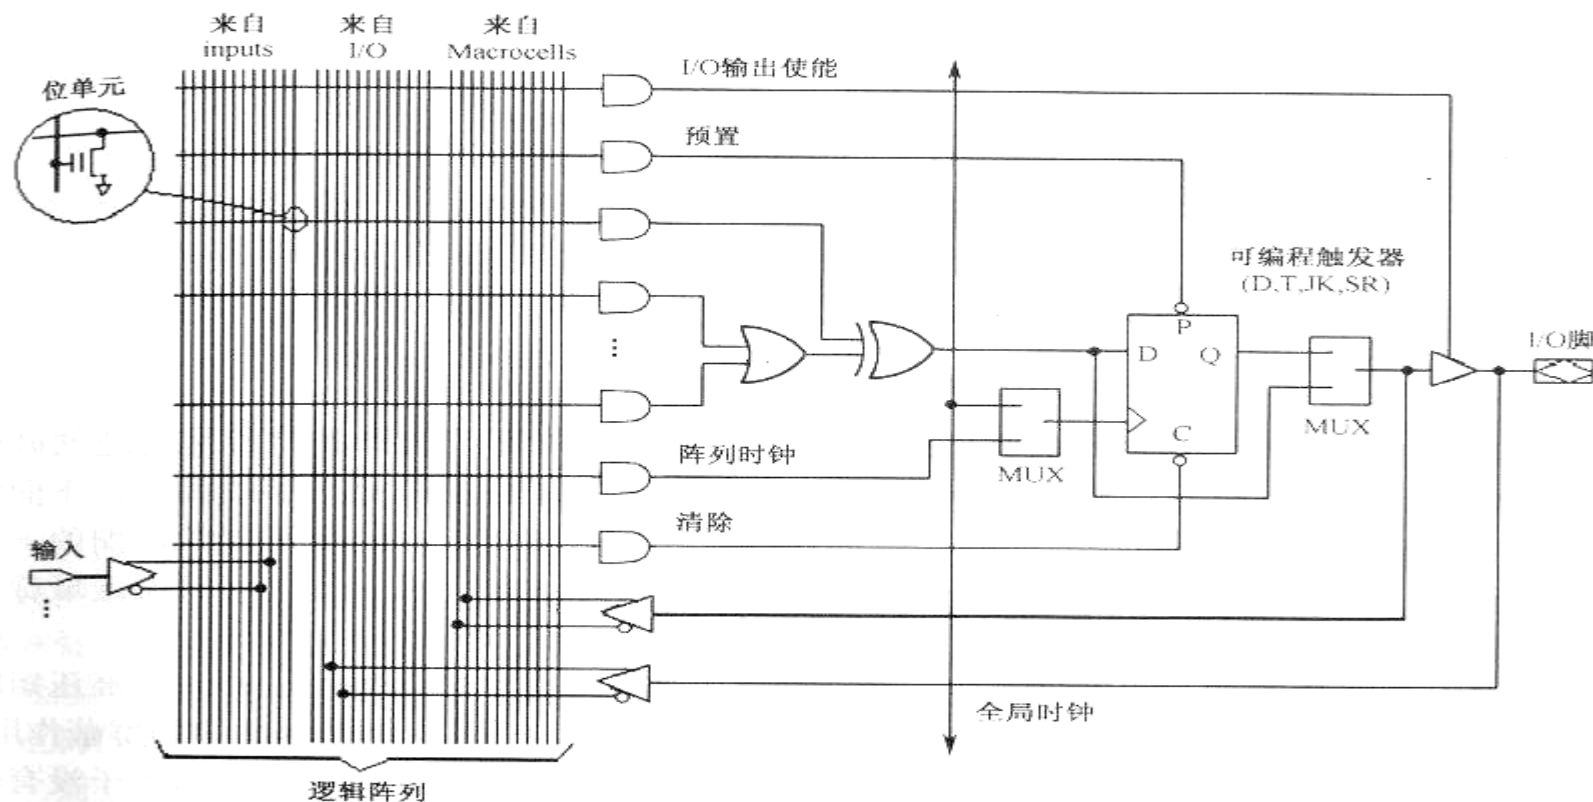 来自
inputs
来自
I/O
来自
Macrocells
位单元
I/O输出使能
预置
可编程触发器
(D,T,JK,SR)
P
D
Q
C
I/O脚
MUX
MUX
阵列时钟
清除
输入
全局时钟
逻辑阵列